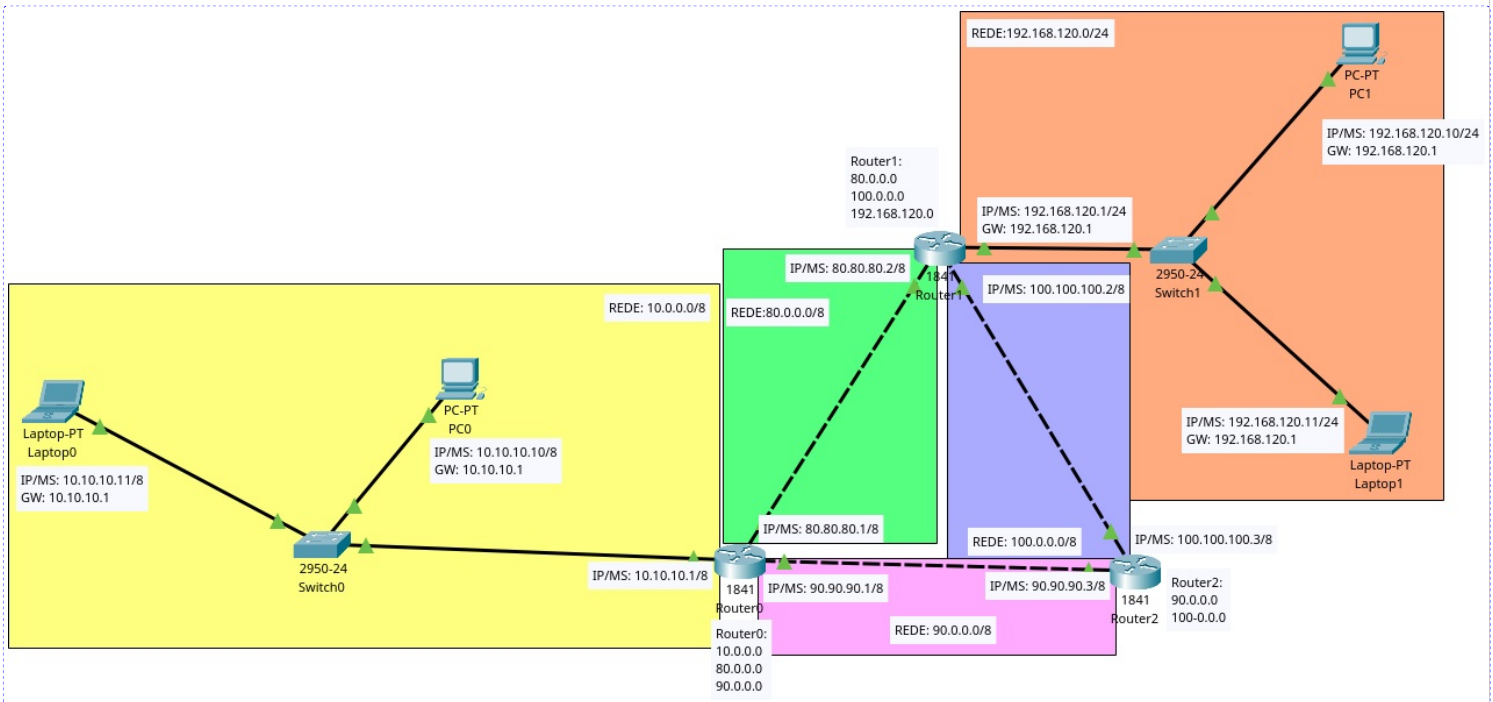 REDE:192.168.120.0/24
PC-PT
PC1
IP/MS: 192.168.120.10/24
GW: 192.168.120.1
Router1:
80.0.0.0
100.0.0.0
192.168.120.0
IP/MS: 192.168.120.1/24
GW: 192.168.120.1
IP/MS: 80.80.80.2/8
1841
Router1
IP/MS: 100.100.100.2/8
2950-24
Switch1
REDE: 10.0.0.0/8
REDE:80.0.0.0/8
PC-PT
PC0
IP/MS: 10.10.10.10/8
GW: 10.10.10.1
Laptop-PT
Laptop0
IP/MS: 10.10.10.11/8
GW: 10.10.10.1
IP/MS: 192.168.120.11/24
GW: 192.168.120.1
Laptop-PT
Laptop1
IP/MS: 80.80.80.1/8
REDE: 100.0.0.0/8
IP/MS: 100.100.100.3/8
2950-24
Switch0
IP/MS: 10.10.10.1/8
1841
Router0
IP/MS: 90.90.90.1/8
IP/MS: 90.90.90.3/8
1841
Router2
Router2:
90.0.0.0
100-0.0.0
REDE: 90.0.0.0/8
Router0:
10.0.0.0
80.0.0.0
90.0.0.0